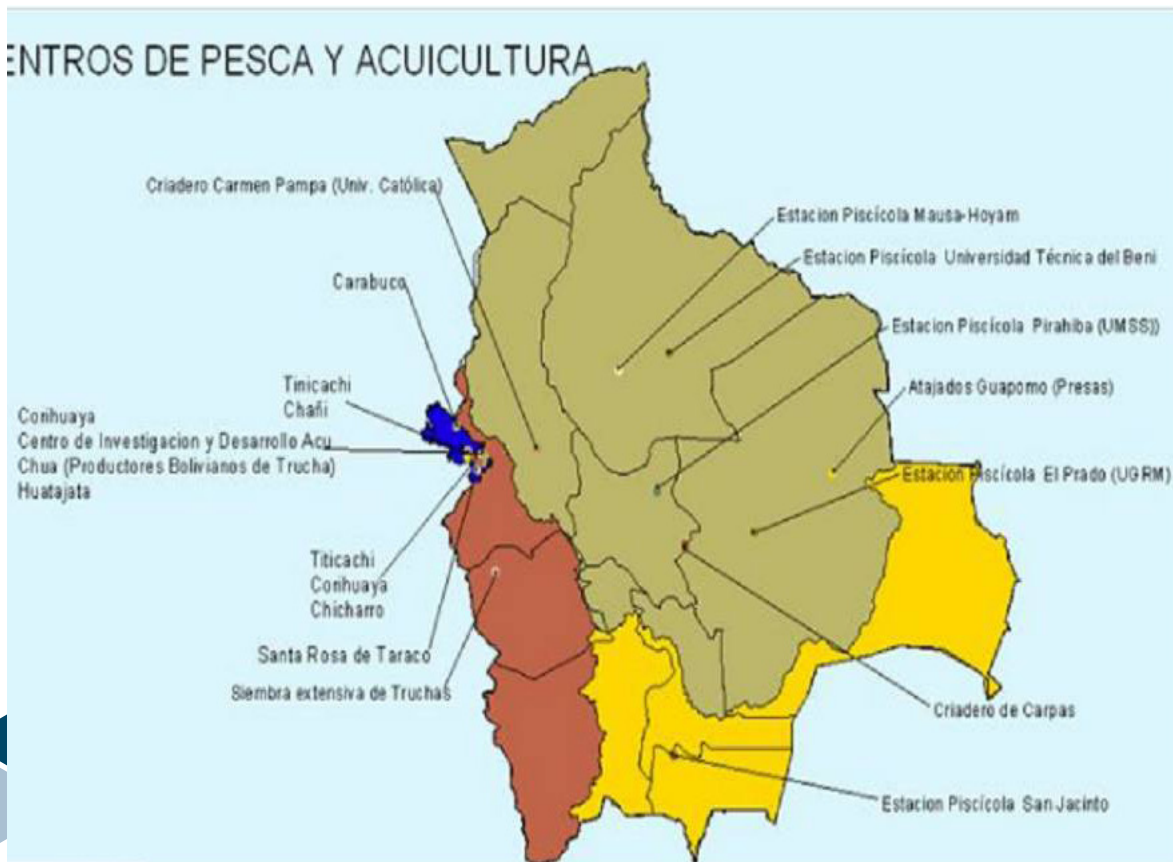 ENTROS DE PESCA Y ACUICULTURA
Criadero Carmen Pampa (Univ. Católica)
Estacion Piscícola Mausa-Hoyam
Estacion Piscícola Universidad Técnica del Beni
Carabuco
Estacion Piscícola Pirahiba (UMSS))
Tinicachi
Chañi
Atajados Guapomo (Presas)
Corihuaya
Centro de Investigacion y Desarrollo Acu
Chua (Productores Bolivianos de Trucha)
Huatajata
Estación Piscícola El Prado (UGRM)
Titicachi
Corihuaya
Chicharro
Santa Rosa de Taraco
Siembra extensiva de Truchas
Criadero de Carpas
Estacion Piscícola San Jacinto